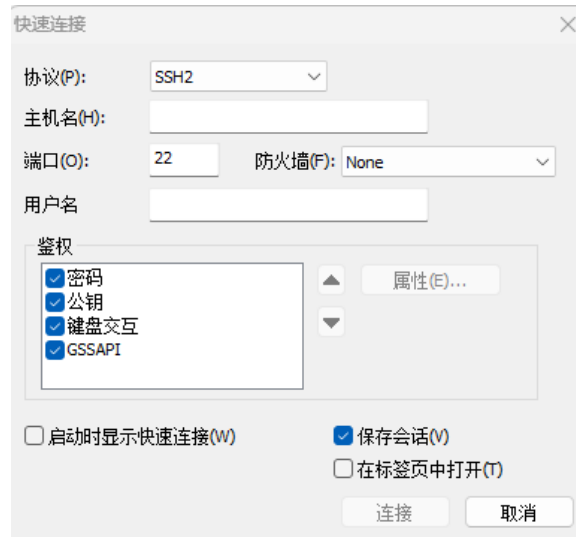 快速连接
协议(P): SSH2
主机名(H):
端口(O): 22 防火墙(F): None
用户名
鉴权
密码
公钥
键盘交互
GSSAPI
属性(E)...
启动时显示快速连接(W) 保存会话(V)
在标签页中打开(T)
连接 取消